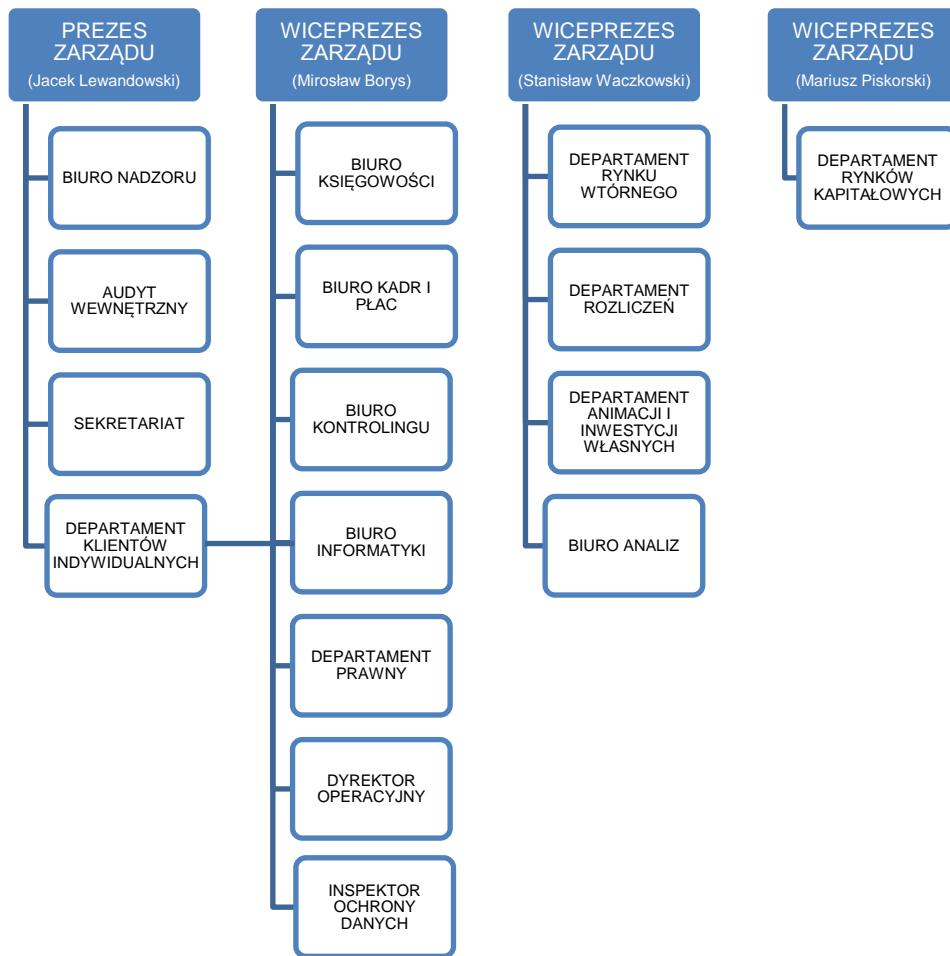 PREZES
ZARZĄDU
(Jacek Lewandowski)
BIURO NADZORU
AUDYT
WEWNĘTRZNY
SEKRETARIAT
DEPARTAMENT
KLIENTÓW
INDYWIDUALNYCH
WICEPREZES
ZARZĄDU
(Mirosław Borys)
BIURO
KSIĘGOWOŚCI
BIURO KADR I
PŁAC
BIURO
KONTROLINGU
BIURO
INFORMATYKI
DEPARTAMENT
PRAWNY
DYREKTOR
OPERACYJNY
INSPEKTOR
OCHRONY
DANYCH
WICEPREZES
ZARZĄDU
(Stanisław Waczkowski)
DEPARTAMENT
RYNKU
WTÓRNEGO
DEPARTAMENT
ROZLICZEŃ
DEPARTAMENT
ANIMACJI I
INWESTYCJI
WŁASNYCH
BIURO ANALIZ
WICEPREZES
ZARZĄDU
(Mariusz Piskorski)
DEPARTAMENT
RYNKÓW
KAPITAŁOWYCH